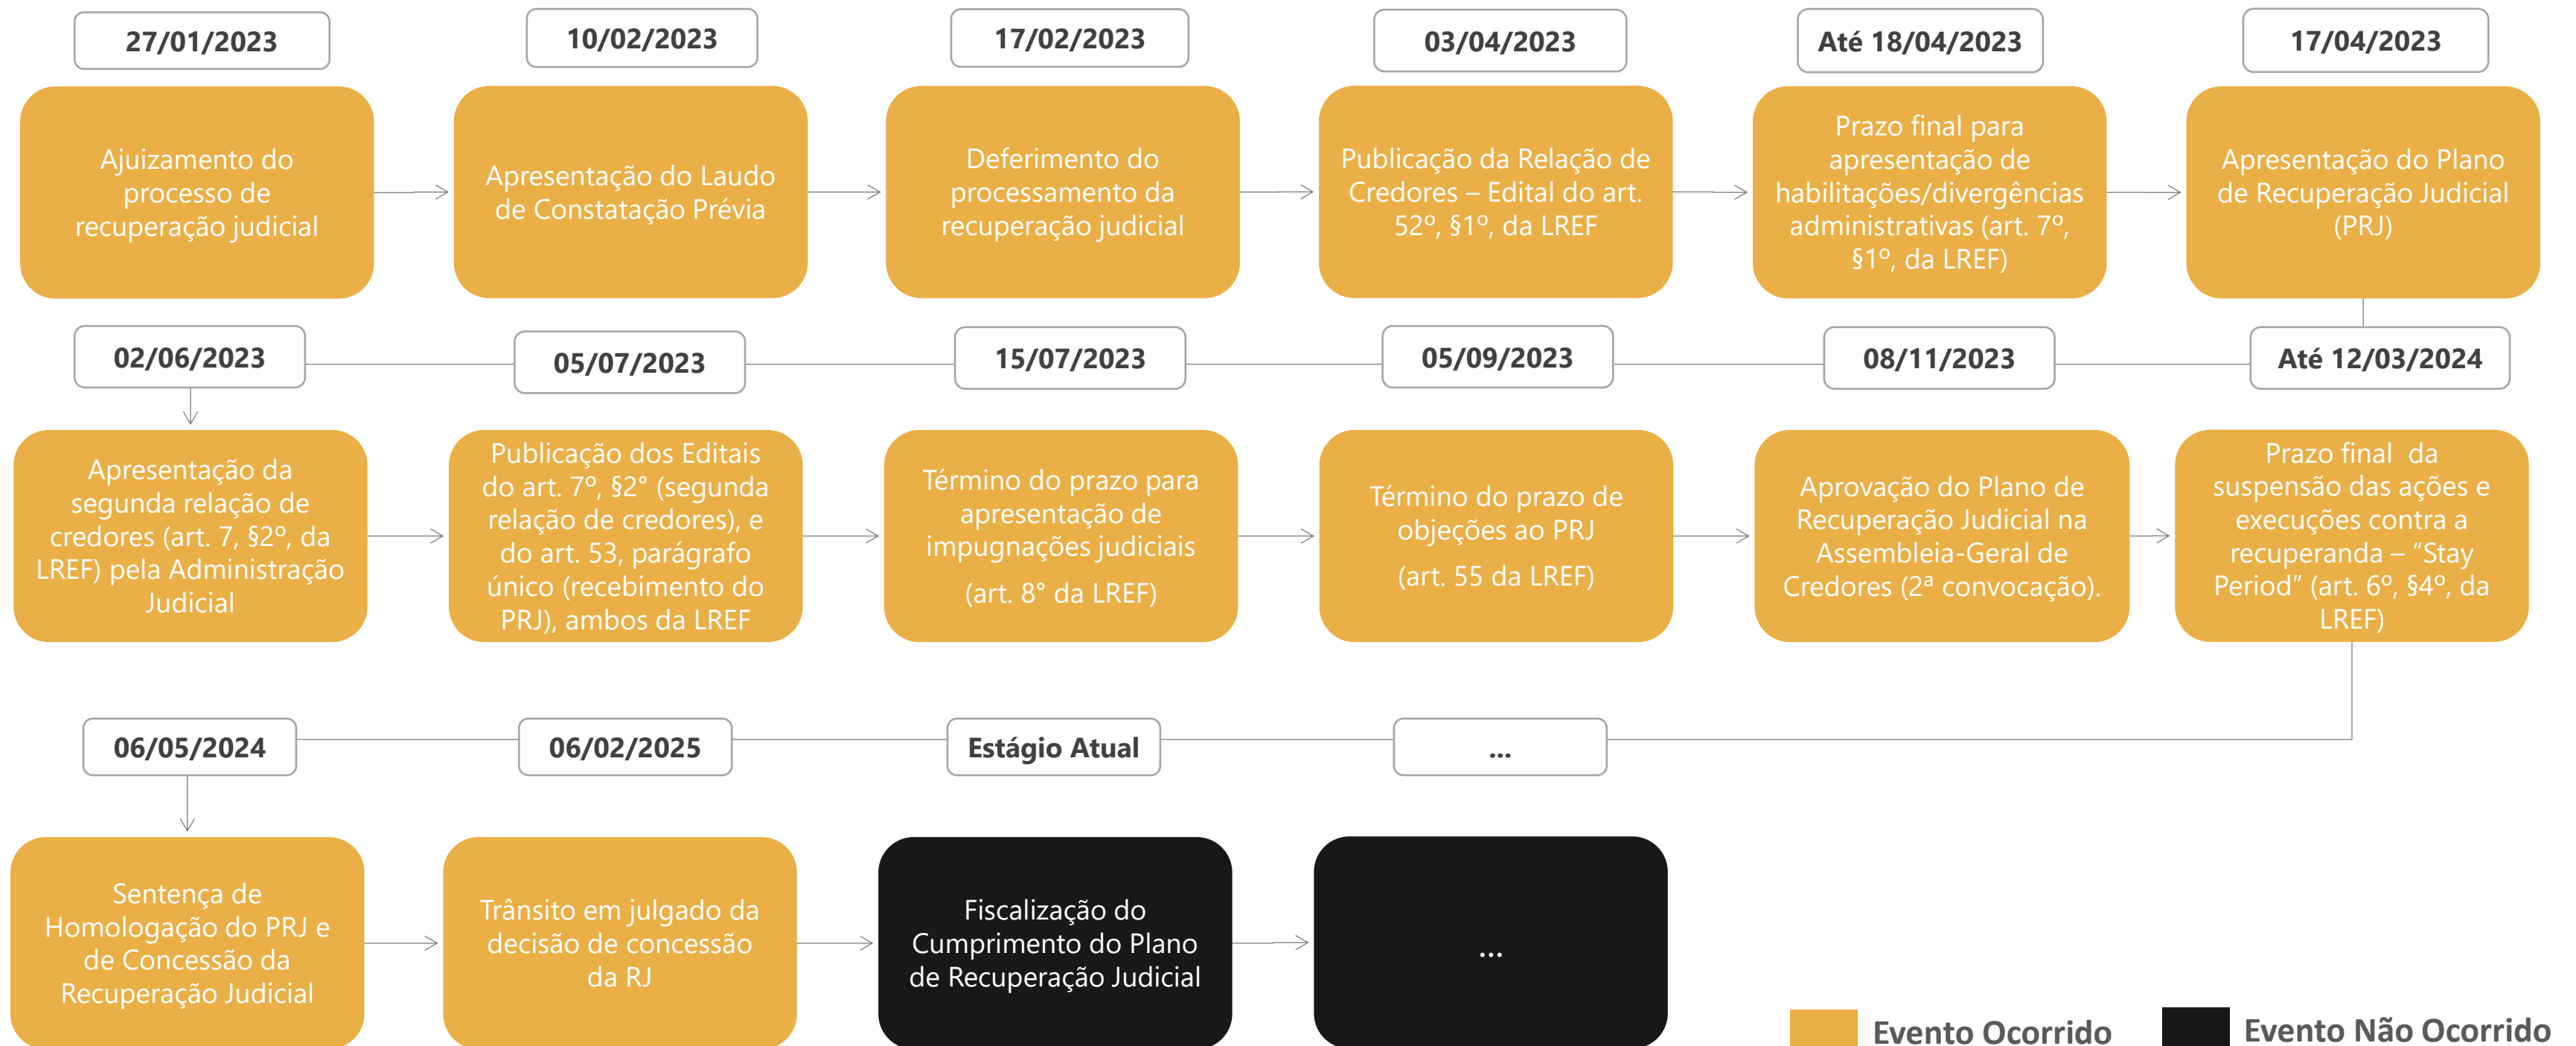 27/01/2023
10/02/2023
17/02/2023
03/04/2023
Até 18/04/2023
17/04/2023
Ajuizamento do
processo de
recuperação judicial
Apresentação do Laudo
de Constatação Prévia
Deferimento do
processamento da
recuperação judicial
Publicação da Relação de
Credores – Edital do art.
52º, §1º, da LREF
Prazo final para
apresentação de
habilitações/divergências
administrativas (art. 7º,
§1º, da LREF)
Apresentação do Plano
de Recuperação Judicial
(PRJ)
02/06/2023
05/07/2023
15/07/2023
05/09/2023
08/11/2023
Até 12/03/2024
Apresentação da
segunda relação de
credores (art. 7, §2º, da
LREF) pela Administração
Judicial
Publicação dos Editais
do art. 7º, §2° (segunda
relação de credores), e
do art. 53, parágrafo
único (recebimento do
PRJ), ambos da LREF
Término do prazo para
apresentação de
impugnações judiciais
(art. 8° da LREF)
Término do prazo de
objeções ao PRJ
(art. 55 da LREF)
Aprovação do Plano de
Recuperação Judicial na
Assembleia-Geral de
Credores (2ª convocação).
Prazo final da
suspensão das ações e
execuções contra a
recuperanda – “Stay
Period” (art. 6º, §4º, da
LREF)
06/05/2024
06/02/2025
Estágio Atual
...
Sentença de
Homologação do PRJ e
de Concessão da
Recuperação Judicial
Trânsito em julgado da
decisão de concessão
da RJ
Fiscalização do
Cumprimento do Plano
de Recuperação Judicial
...
Evento Ocorrido
Evento Não Ocorrido